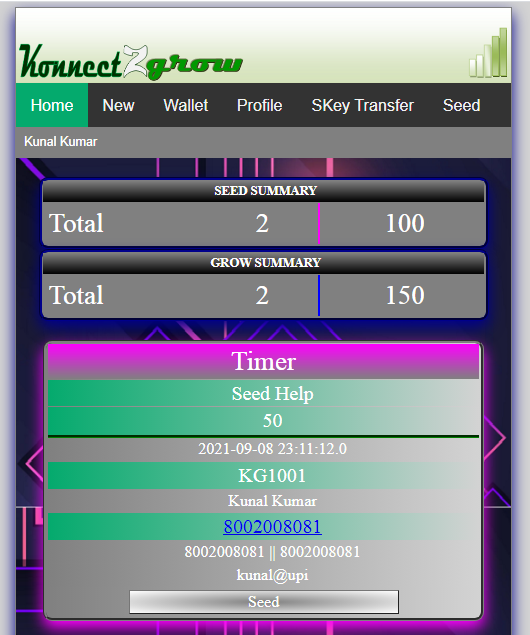 Konnect2grow
Home New Wallet Profile SKey Transfer Seed
Kunal Kumar
SEED SUMMARY
Total 2 100
GROW SUMMARY
Total 2 150
Timer
Seed Help
50
2021-09-08 23:11:12.0
KG1001
Kunal Kumar
8002008081
8002008081 || 8002008081
kunal@upi
Seed